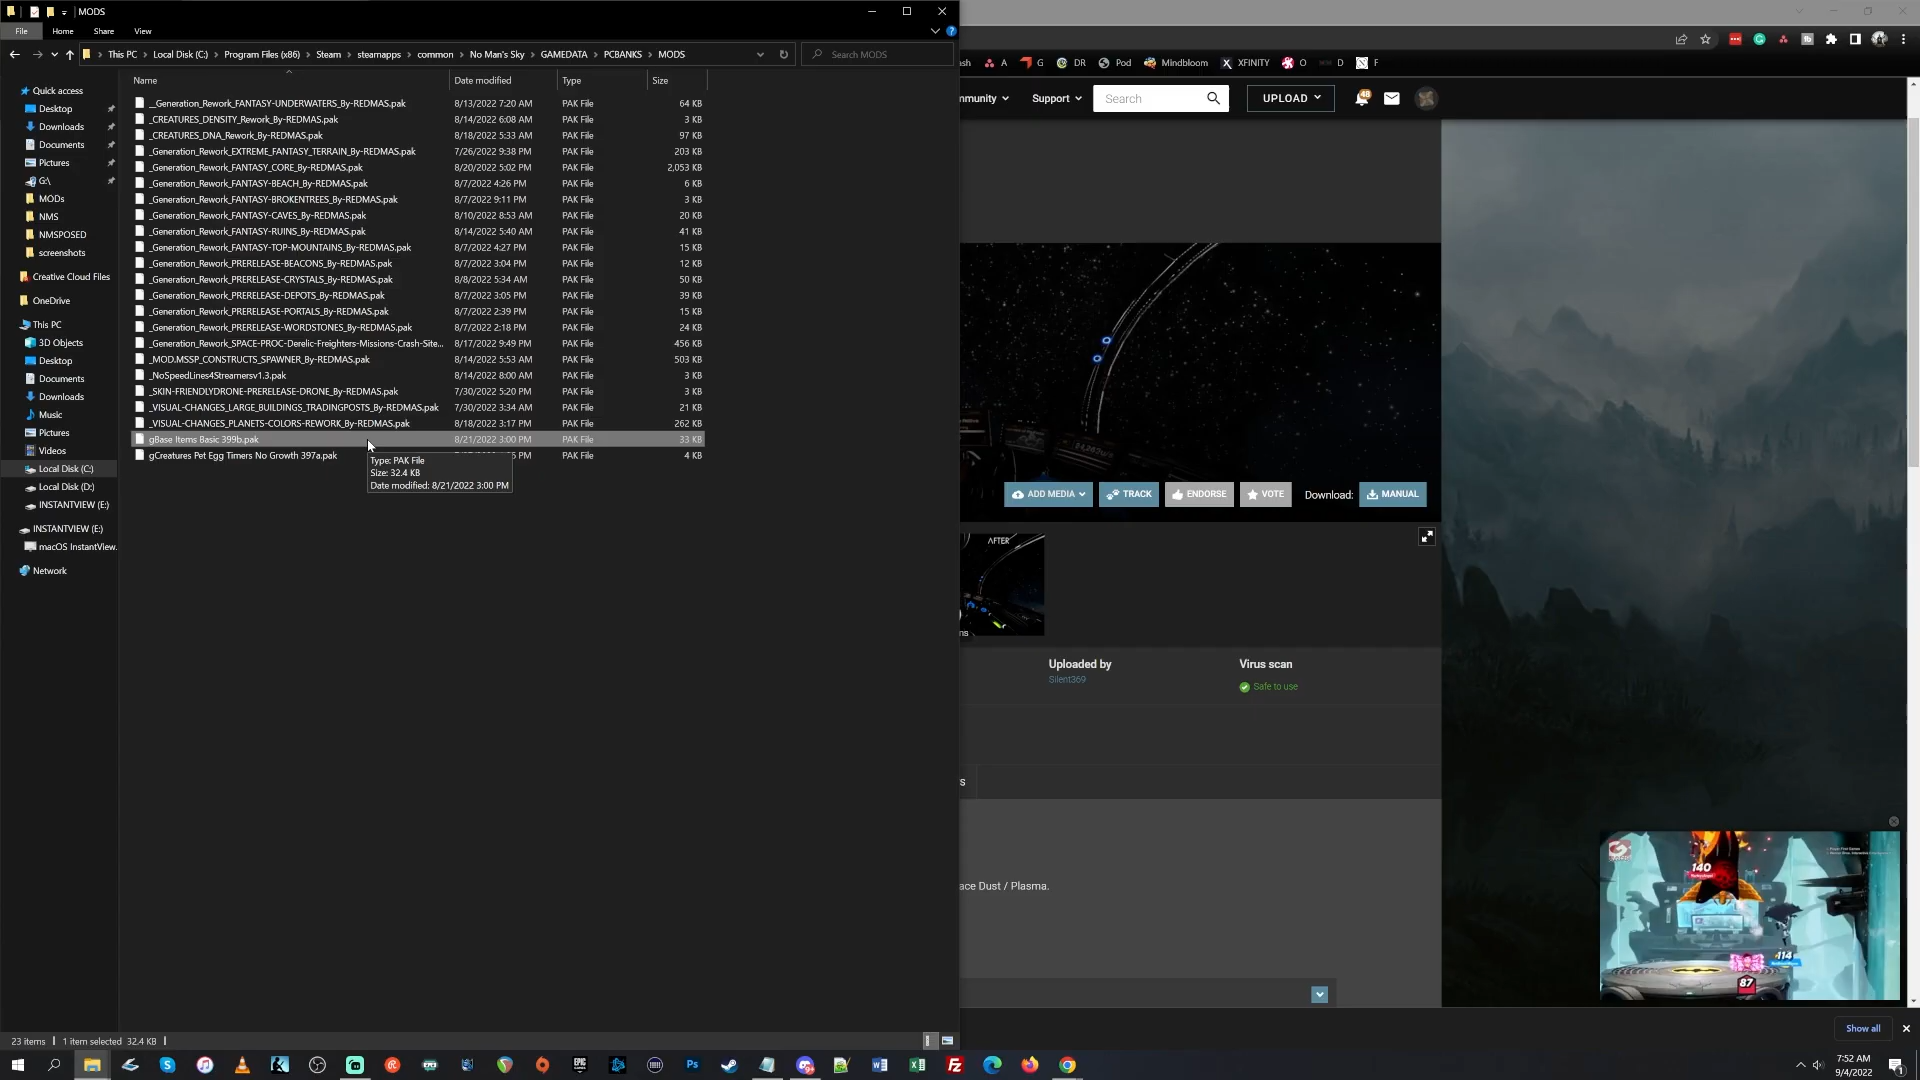 MODS
File
Home
Share
View
This PC
Local Disk (C:)
Program Files (x86)
Steam
steamapps
common
No Man's Sky
GAMEDATA
PCBANKS
MODS
Search MODS
Name
Date modified
Type
Size
__Generation_Rework_FANTASY-UNDERWATERS_By-REDMAS.pak 8/13/2022 7:20 AM PAK File 64 KB
_CREATURES_DENSITY_Rework_By-REDMAS.pak 8/14/2022 6:08 AM PAK File 3 KB
_CREATURES_DNA_Rework_By-REDMAS.pak 8/18/2022 5:33 AM PAK File 97 KB
_Generation_Rework_EXTREME_FANTASY_TERRAIN_By-REDMAS.pak 7/26/2022 9:38 PM PAK File 203 KB
_Generation_Rework_FANTASY_CORE_By-REDMAS.pak 8/20/2022 5:02 PM PAK File 2,053 KB
_Generation_Rework_FANTASY-BEACH_By-REDMAS.pak 8/7/2022 4:26 PM PAK File 6 KB
_Generation_Rework_FANTASY-BROKENTREES_By-REDMAS.pak 8/7/2022 9:11 PM PAK File 3 KB
_Generation_Rework_FANTASY-CAVES_By-REDMAS.pak 8/10/2022 8:53 AM PAK File 20 KB
_Generation_Rework_FANTASY-RUINS_By-REDMAS.pak 8/14/2022 5:40 AM PAK File 41 KB
_Generation_Rework_FANTASY-TOP-MOUNTAINS_By-REDMAS.pak 8/7/2022 4:27 PM PAK File 15 KB
_Generation_Rework_PRERELEASE-BEACONS_By-REDMAS.pak 8/7/2022 3:04 PM PAK File 12 KB
_Generation_Rework_PRERELEASE-CRYSTALS_By-REDMAS.pak 8/8/2022 5:34 AM PAK File 50 KB
_Generation_Rework_PRERELEASE-DEPOTS_By-REDMAS.pak 8/7/2022 3:05 PM PAK File 39 KB
_Generation_Rework_PRERELEASE-PORTALS_By-REDMAS.pak 8/7/2022 2:39 PM PAK File 15 KB
_Generation_Rework_PRERELEASE-WORDSTONES_By-REDMAS.pak 8/7/2022 2:18 PM PAK File 24 KB
_Generation_Rework_SPACE-PROC-Derelic-Freighters-Missions-Crash-Site... 8/17/2022 9:49 PM PAK File 456 KB
_MOD.MSSP_CONSTRUCTS_SPAWNER_By-REDMAS.pak 8/14/2022 5:53 AM PAK File 503 KB
_NoSpeedLines4Streamersv1.3.pak 8/14/2022 8:00 AM PAK File 3 KB
_SKIN-FRIENDLYDRONE-PRERELEASE-DRONE_By-REDMAS.pak 7/30/2022 5:20 PM PAK File 3 KB
_VISUAL-CHANGES_LARGE_BUILDINGS_TRADINGPOSTS_By-REDMAS.pak 7/30/2022 3:34 AM PAK File 21 KB
_VISUAL-CHANGES_PLANETS-COLORS-REWORK_By-REDMAS.pak 8/18/2022 3:17 PM PAK File 262 KB
gBase Items Basic 399b.pak 8/21/2022 3:00 PM PAK File 33 KB
gCreatures Pet Egg Timers No Growth 397a.pak PM PAK File 4 KB
Type: PAK File
Size: 32.4 KB
Date modified: 8/21/2022 3:00 PM
Quick access
Desktop
Downloads
Documents
Pictures
G:\
MODs
NMS
NMSPOSED
screenshots
Creative Cloud Files
OneDrive
This PC
3D Objects
Desktop
Documents
Downloads
Music
Pictures
Videos
Local Disk (C:)
Local Disk (D:)
INSTANTVIEW (E:)
INSTANTVIEW (E:)
macOS InstantView.
Network
23 items
1 item selected 32.4 KB
A
G
DR
Pod
Mindbloom
XFINITY
O
D
F
mmunity
Support
Search
UPLOAD
48
ADD MEDIA
TRACK
ENDORSE
VOTE
Download:
MANUAL
AFTER
ns
Uploaded by
Silent369
Virus scan
Safe to use
s
ace Dust / Plasma.
140
114
87
Show all
7:52 AM
9/4/2022